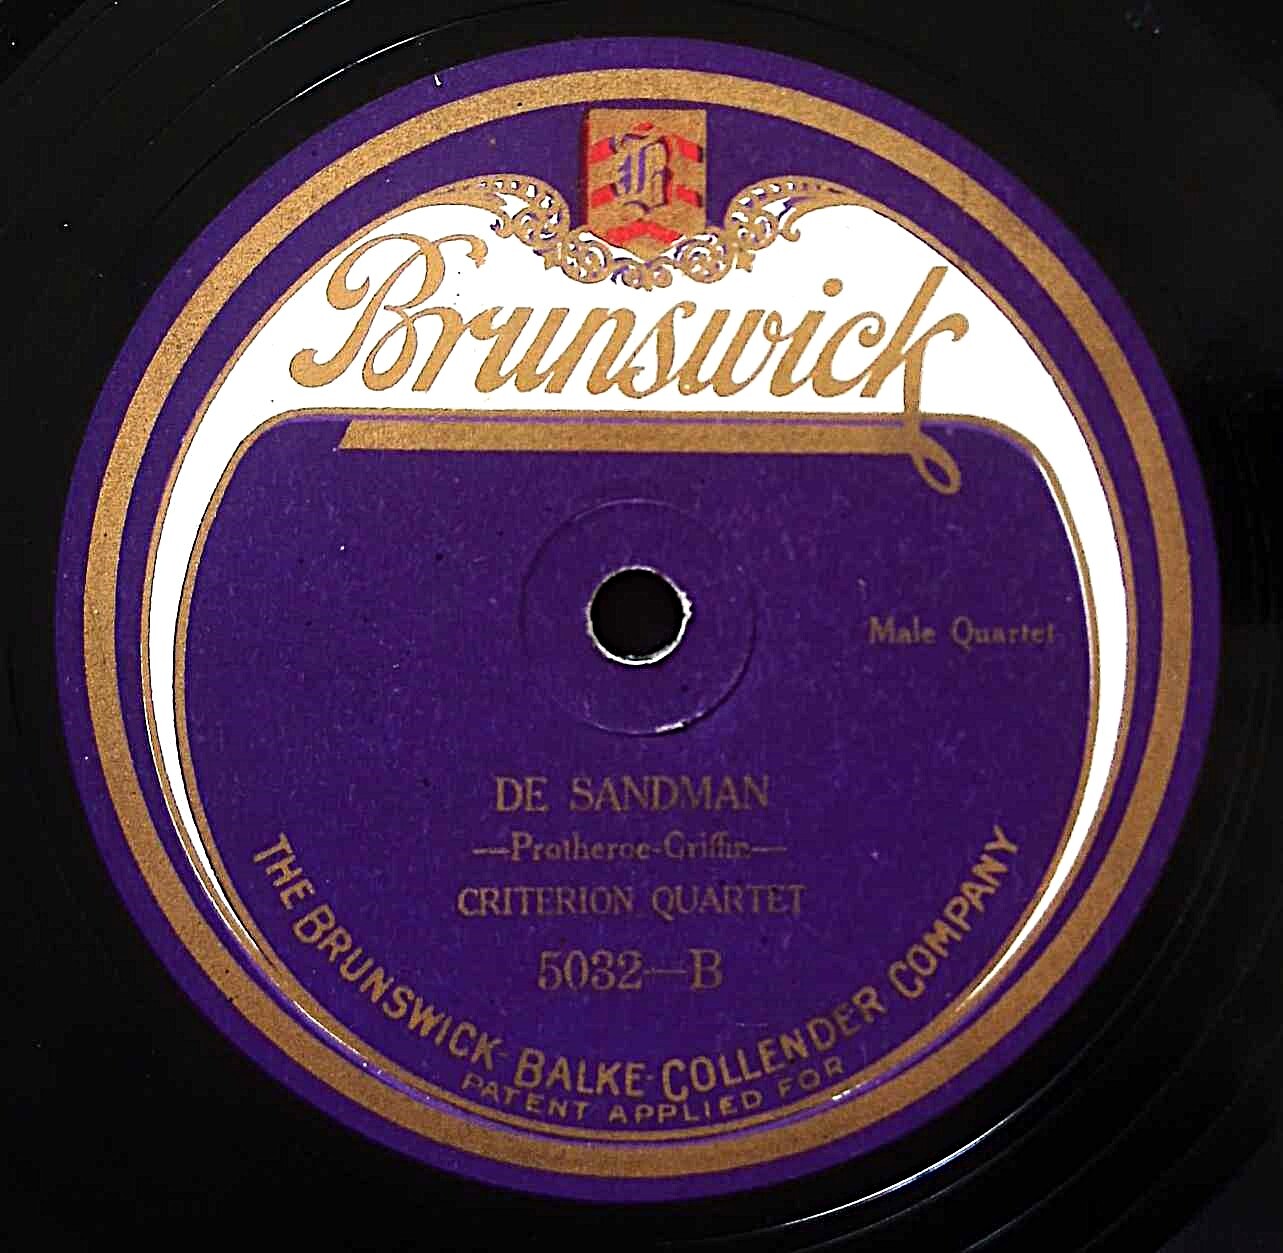 B
Brunswick
Male Quartet
DE SANDMAN
—Protheroe-Griffin—
CRITERION QUARTET
5032—B
THE BRUNSWICK-BALKE-COLLENDER COMPANY
PATENT APPLIED FOR